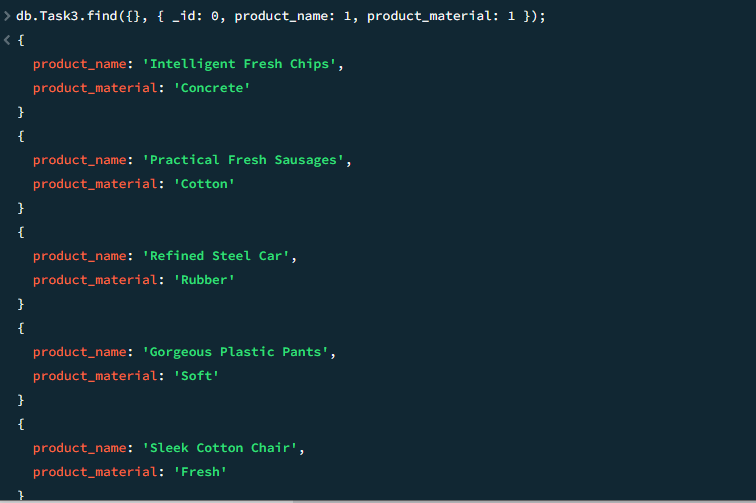 > db.Task3.find({}, { _id: 0, product_name: 1, product_material: 1 });
< {
product_name: 'Intelligent Fresh Chips',
product_material: 'Concrete'
}
{
product_name: 'Practical Fresh Sausages',
product_material: 'Cotton'
}
{
product_name: 'Refined Steel Car',
product_material: 'Rubber'
}
{
product_name: 'Gorgeous Plastic Pants',
product_material: 'Soft'
}
{
product_name: 'Sleek Cotton Chair',
product_material: 'Fresh'
}